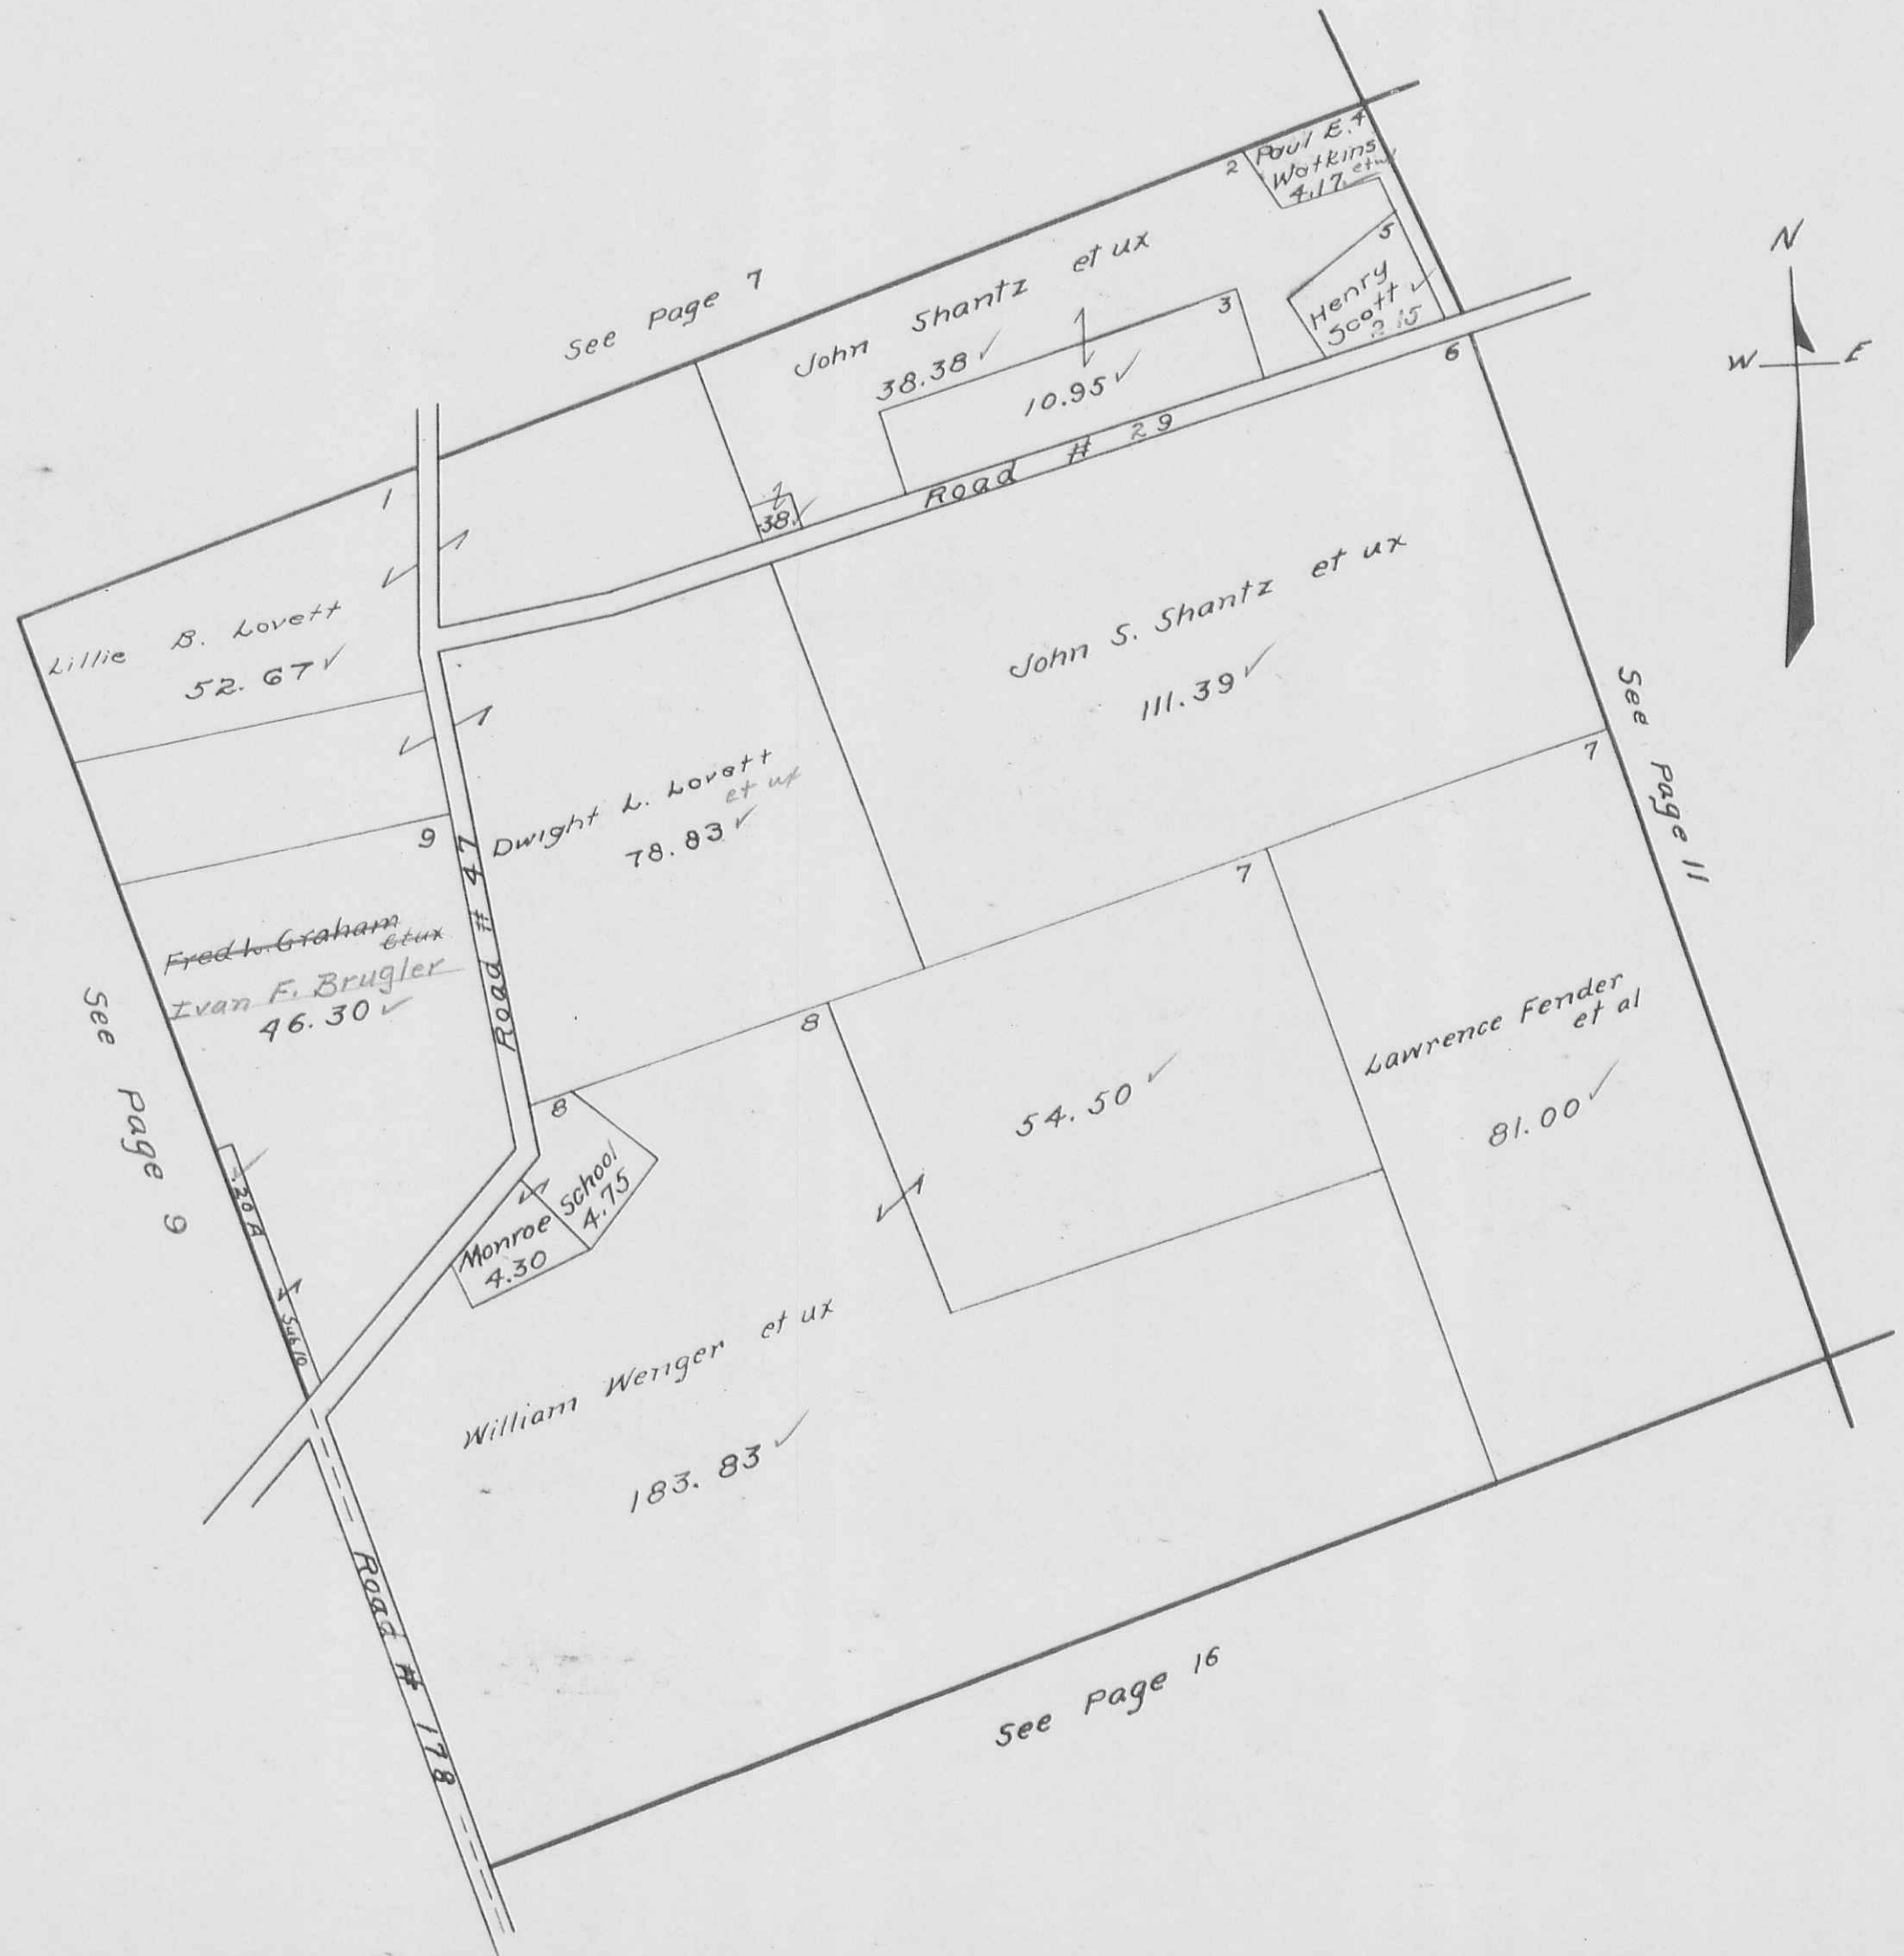 4
Paul E.
Watkins
etux
4.17
2
N
W E
5
Henry
Scott
2.15
See Page 7
John Shantz et ux
38.38
3
10.95
6
Road # 29
.38
1
Lillie B. Lovett
52.67
John S. Shantz et ux
111.39
See Page 11
7
Dwight L. Lovett
et ux
78.83
9
Road # 47
7
Fred L. Graham
etux
Ivan F. Brugler
46.30
See Page 9
8
Lawrence Fender
et al
81.00
54.50
8
Monroe School
4.75
4.30
.20 A
Sub 10
William Wenger et ux
183.83
Road # 178
See Page 16